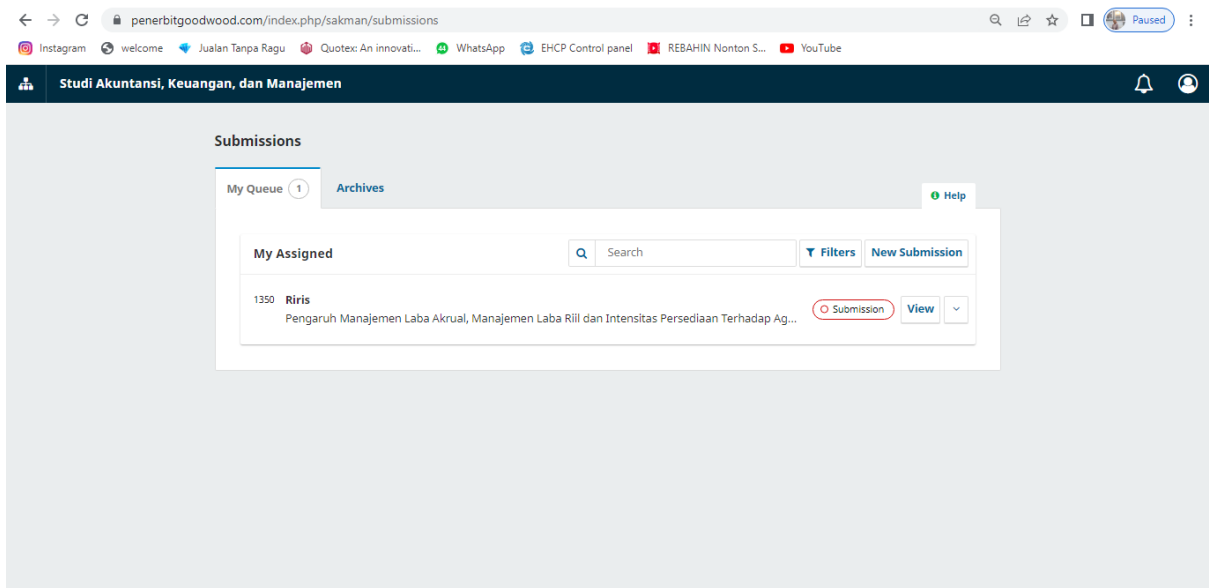 penerbitgoodwood.com/index.php/sakman/submissions
Paused
Instagram welcome Jualan Tanpa Ragu Quotex: An innovati... WhatsApp EHCP Control panel REBAHIN Nonton S... YouTube
Studi Akuntansi, Keuangan, dan Manajemen
Submissions
My Queue 1 Archives
Help
My Assigned Search Filters New Submission
1350 Riris
Pengaruh Manajemen Laba Akrual, Manajemen Laba Riil dan Intensitas Persediaan Terhadap Ag...
Submission View